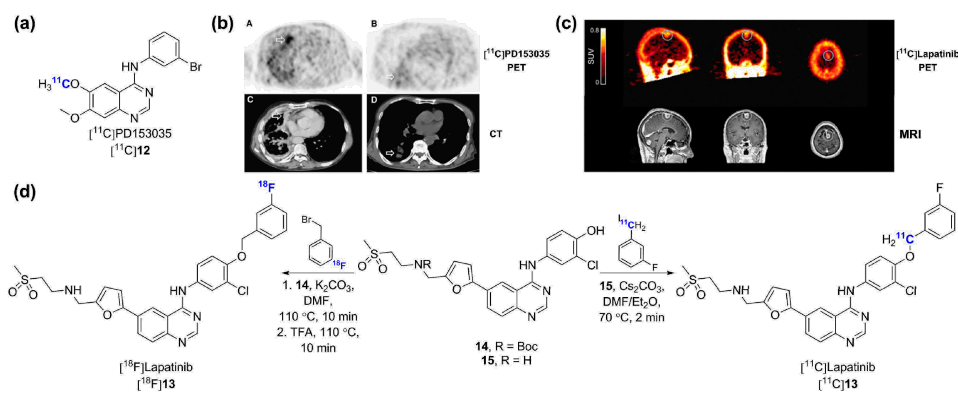 (a)
HN
Br
H₃¹¹CO
O
N
N
[¹¹C]PD153035
[¹¹C]12
(b)
A
B
[¹¹C]PD153035
PET
C
D
CT
(c)
0.8
SUV
0
[¹¹C]Lapatinib
PET
MRI
(d)
¹⁸F
O
Cl
HN
S
O O
NH
O
N
N
[¹⁸F]Lapatinib
[¹⁸F]13
Br
¹⁸F
1. 14, K₂CO₃,
DMF,
110 °C, 10 min
2. TFA, 110 °C,
10 min
OH
Cl
HN
S
O O
NR
O
N
N
14, R = Boc
15, R = H
I¹¹CH₂
F
15, Cs₂CO₃,
DMF/Et₂O,
70 °C, 2 min
F
H₂¹¹C
O
Cl
HN
S
O O
NH
O
N
N
[¹¹C]Lapatinib
[¹¹C]13